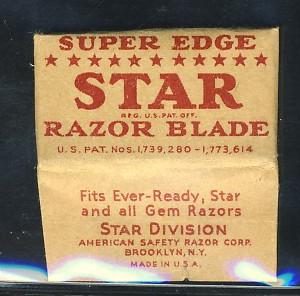 SUPER EDGE
★★★★★★★★★★
STAR
REG. U.S. PAT. OFF.
RAZOR BLADE
U.S. PAT. NOS. 1,739,280-1,773,614
Fits Ever-Ready, Star
and all Gem Razors
STAR DIVISION
AMERICAN SAFETY RAZOR CORP.
BROOKLYN, N.Y.
MADE IN U.S.A.